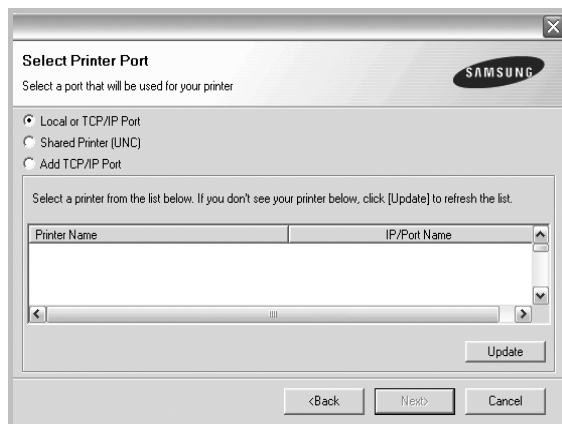 Select Printer Port
Select a port that will be used for your printer
SAMSUNG
Local or TCP/IP Port
Shared Printer (UNC)
Add TCP/IP Port
Select a printer from the list below. If you don't see your printer below, click [Update] to refresh the list.
Printer Name IP/Port Name
Update
<Back Next> Cancel